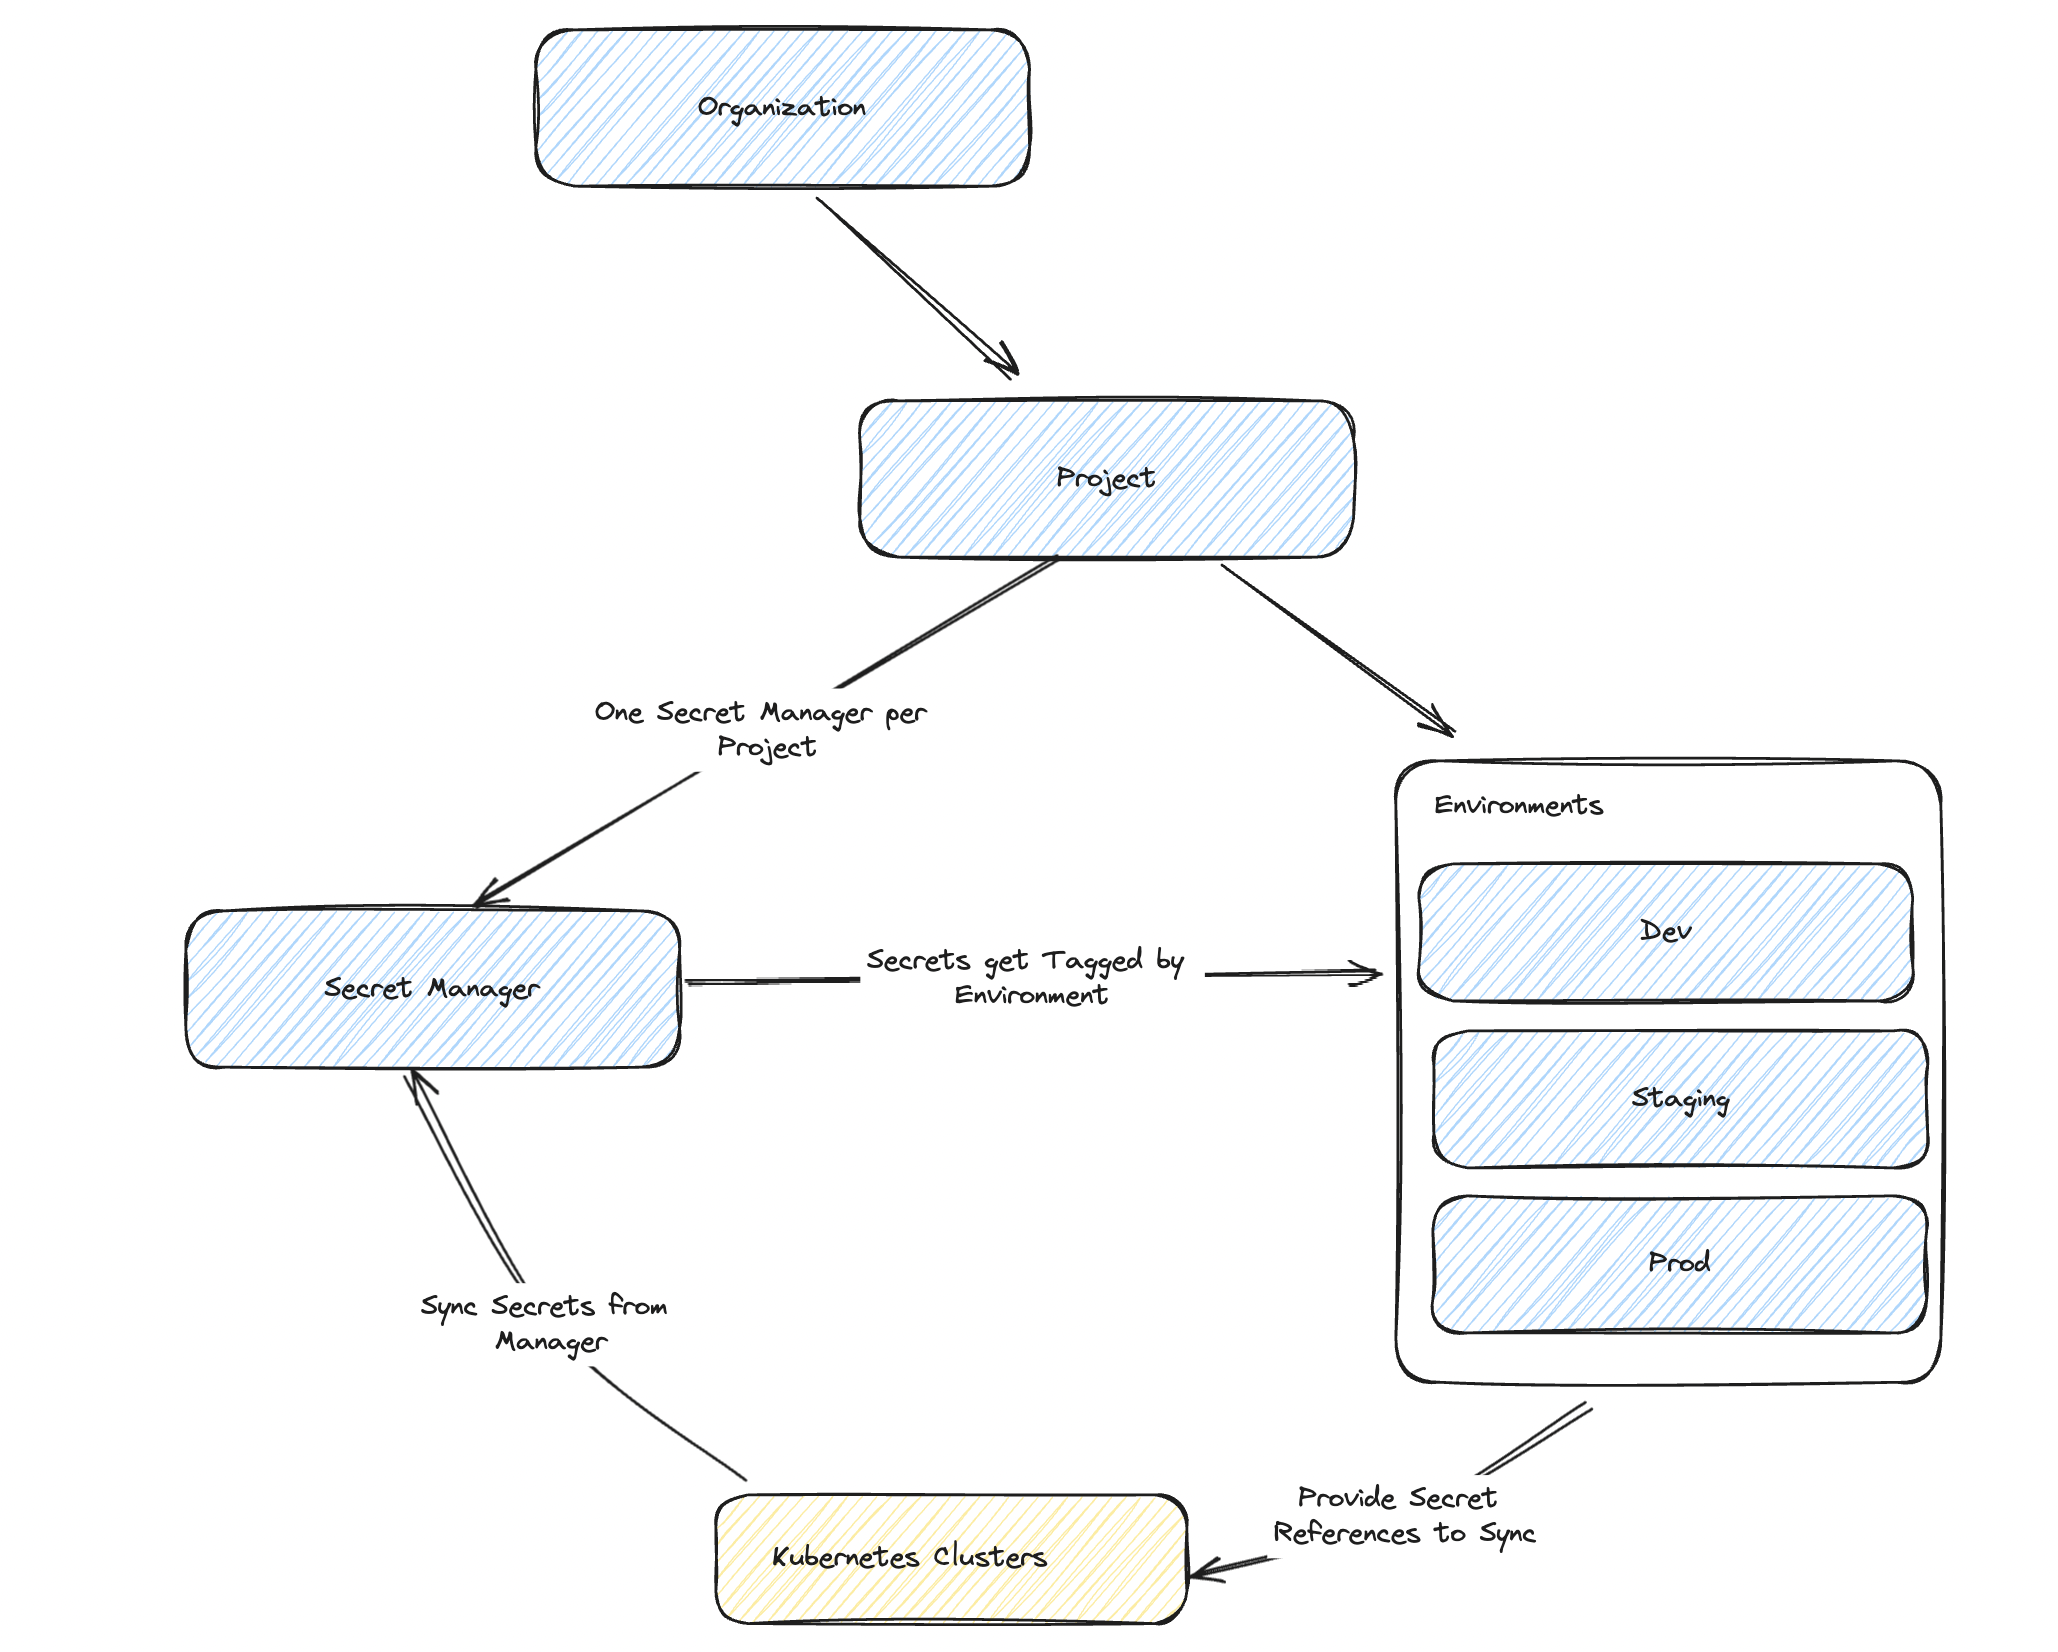 Organization
Project
One Secret Manager per
Project
Environments
Dev
Secret Manager
Secrets get Tagged by
Environment
Staging
Prod
Sync Secrets from
Manager
Provide Secret
References to Sync
Kubernetes Clusters